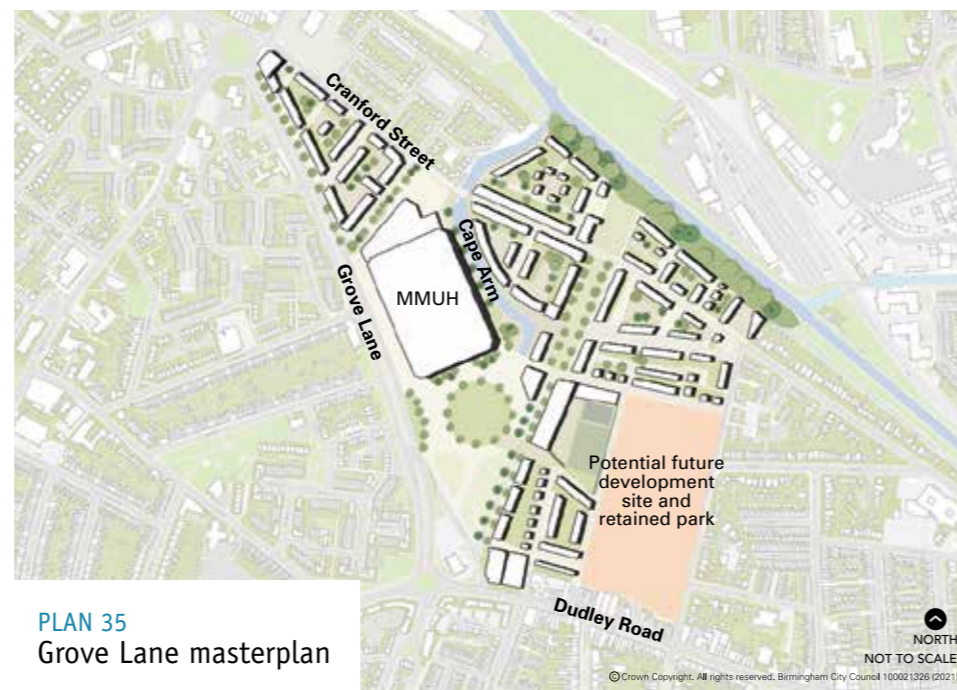 Cranford Street
Cape Arm
MMUH
Grove Lane
Potential future
development
site and
retained park
Dudley Road
PLAN 35
Grove Lane masterplan
NORTH
NOT TO SCALE
© Crown Copyright. All rights reserved. Birmingham City Council 100021326 (2021